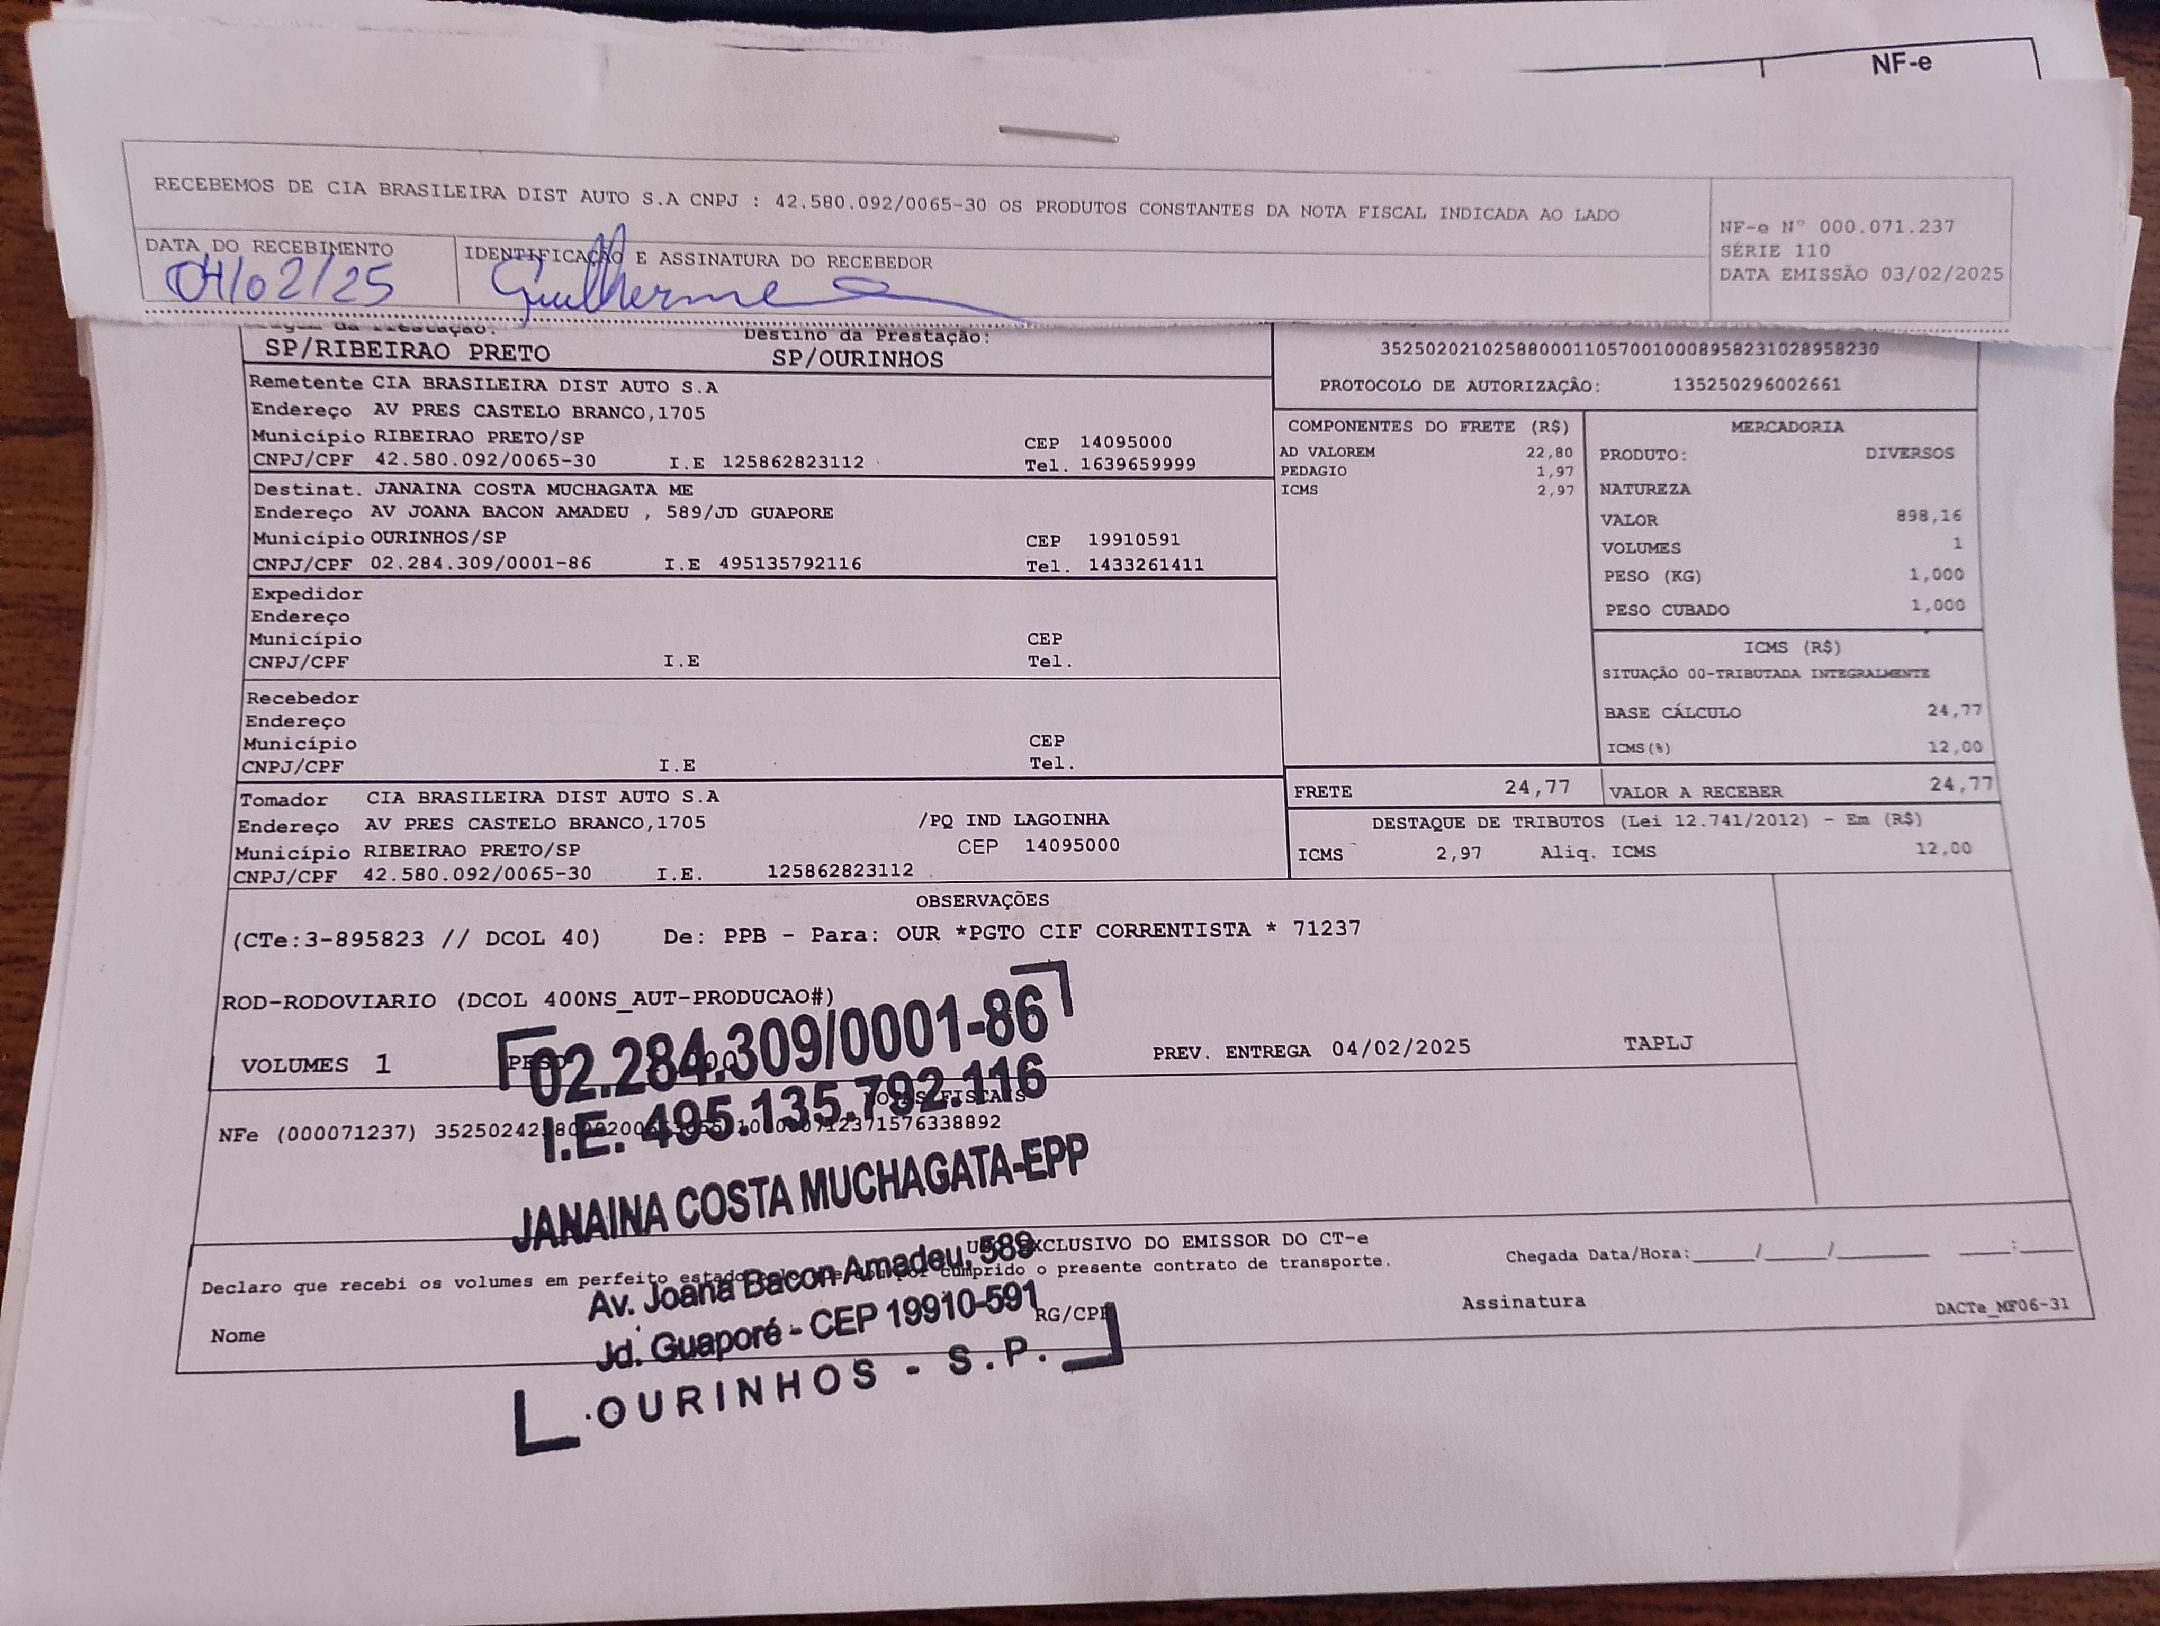 NF-e
RECEBEMOS DE CIA BRASILEIRA DIST AUTO S.A CNPJ : 42.580.092/0065-30 OS PRODUTOS CONSTANTES DA NOTA FISCAL INDICADA AO LADO
NF-e Nº 000.071.237
SÉRIE 110
DATA EMISSÃO 03/02/2025
DATA DO RECEBIMENTO
04/02/25
IDENTIFICAÇÃO E ASSINATURA DO RECEBEDOR
Guilherme
Destino da Prestação:
SP/RIBEIRAO PRETO SP/OURINHOS
Remetente CIA BRASILEIRA DIST AUTO S.A
Endereço AV PRES CASTELO BRANCO,1705
Município RIBEIRAO PRETO/SP CEP 14095000
CNPJ/CPF 42.580.092/0065-30 I.E 125862823112 Tel. 1639659999
Destinat. JANAINA COSTA MUCHAGATA ME
Endereço AV JOANA BACON AMADEU , 589/JD GUAPORE
Município OURINHOS/SP CEP 19910591
CNPJ/CPF 02.284.309/0001-86 I.E 495135792116 Tel. 1433261411
Expedidor
Endereço
Município CEP
CNPJ/CPF I.E Tel.
Recebedor
Endereço
Município CEP
CNPJ/CPF I.E Tel.
Tomador CIA BRASILEIRA DIST AUTO S.A
Endereço AV PRES CASTELO BRANCO,1705 /PQ IND LAGOINHA
Município RIBEIRAO PRETO/SP CEP 14095000
CNPJ/CPF 42.580.092/0065-30 I.E. 125862823112
35250202102588000110570010008958231028958230
PROTOCOLO DE AUTORIZAÇÂO: 135250296002661
COMPONENTES DO FRETE (R$)
AD VALOREM 22,80
PEDAGIO 1,97
ICMS 2,97
MERCADORIA
PRODUTO: DIVERSOS
NATUREZA
VALOR 898,16
VOLUMES 1
PESO (KG) 1,000
PESO CUBADO 1,000
ICMS (R$)
SITUAÇÃO 00-TRIBUTADA INTEGRALMENTE
BASE CÁLCULO 24,77
ICMS(%) 12,00
FRETE 24,77 VALOR A RECEBER 24,77
DESTAQUE DE TRIBUTOS (Lei 12.741/2012) - Em (R$)
ICMS 2,97 Aliq. ICMS 12,00
OBSERVAÇÕES
(CTe:3-895823 // DCOL 40) De: PPB - Para: OUR *PGTO CIF CORRENTISTA * 71237
ROD-RODOVIARIO (DCOL 400NS_AUT-PRODUCAO#)
VOLUMES 1 PESO PREV. ENTREGA 04/02/2025 TAPLJ
NFe (000071237)
USO EXCLUSIVO DO EMISSOR DO CT-e
Declaro que recebi os volumes em perfeito estado cumprido o presente contrato de transporte.
Chegada Data/Hora:____/____/______ ___:____
Nome RG/CPF Assinatura
DACTe_MF06-31
02.284.309/0001-86
I.E. 495.135.792.116
JANAINA COSTA MUCHAGATA-EPP
Av. Joana Bacon Amadeu, 589
Jd. Guaporé - CEP 19910-591
OURINHOS - S.P.